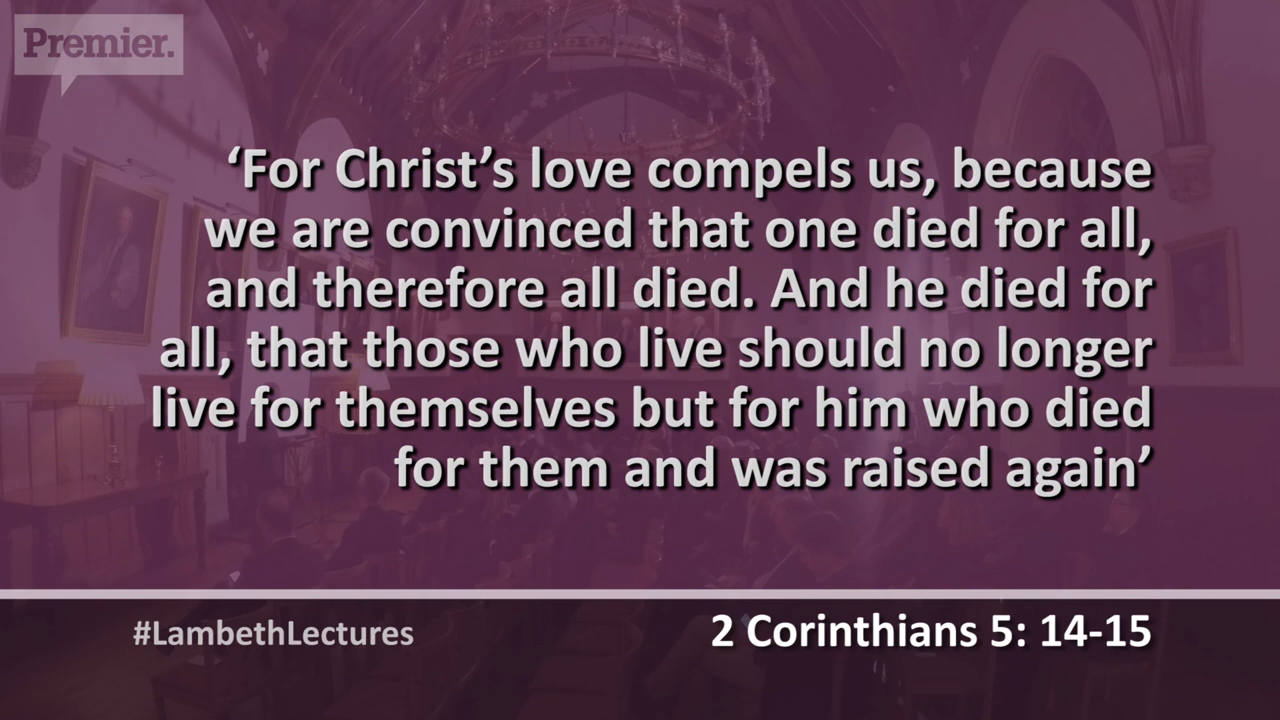 Premier.
‘For Christ’s love compels us, because
we are convinced that one died for all,
and therefore all died. And he died for
all, that those who live should no longer
live for themselves but for him who died
for them and was raised again’
#LambethLectures
2 Corinthians 5: 14-15